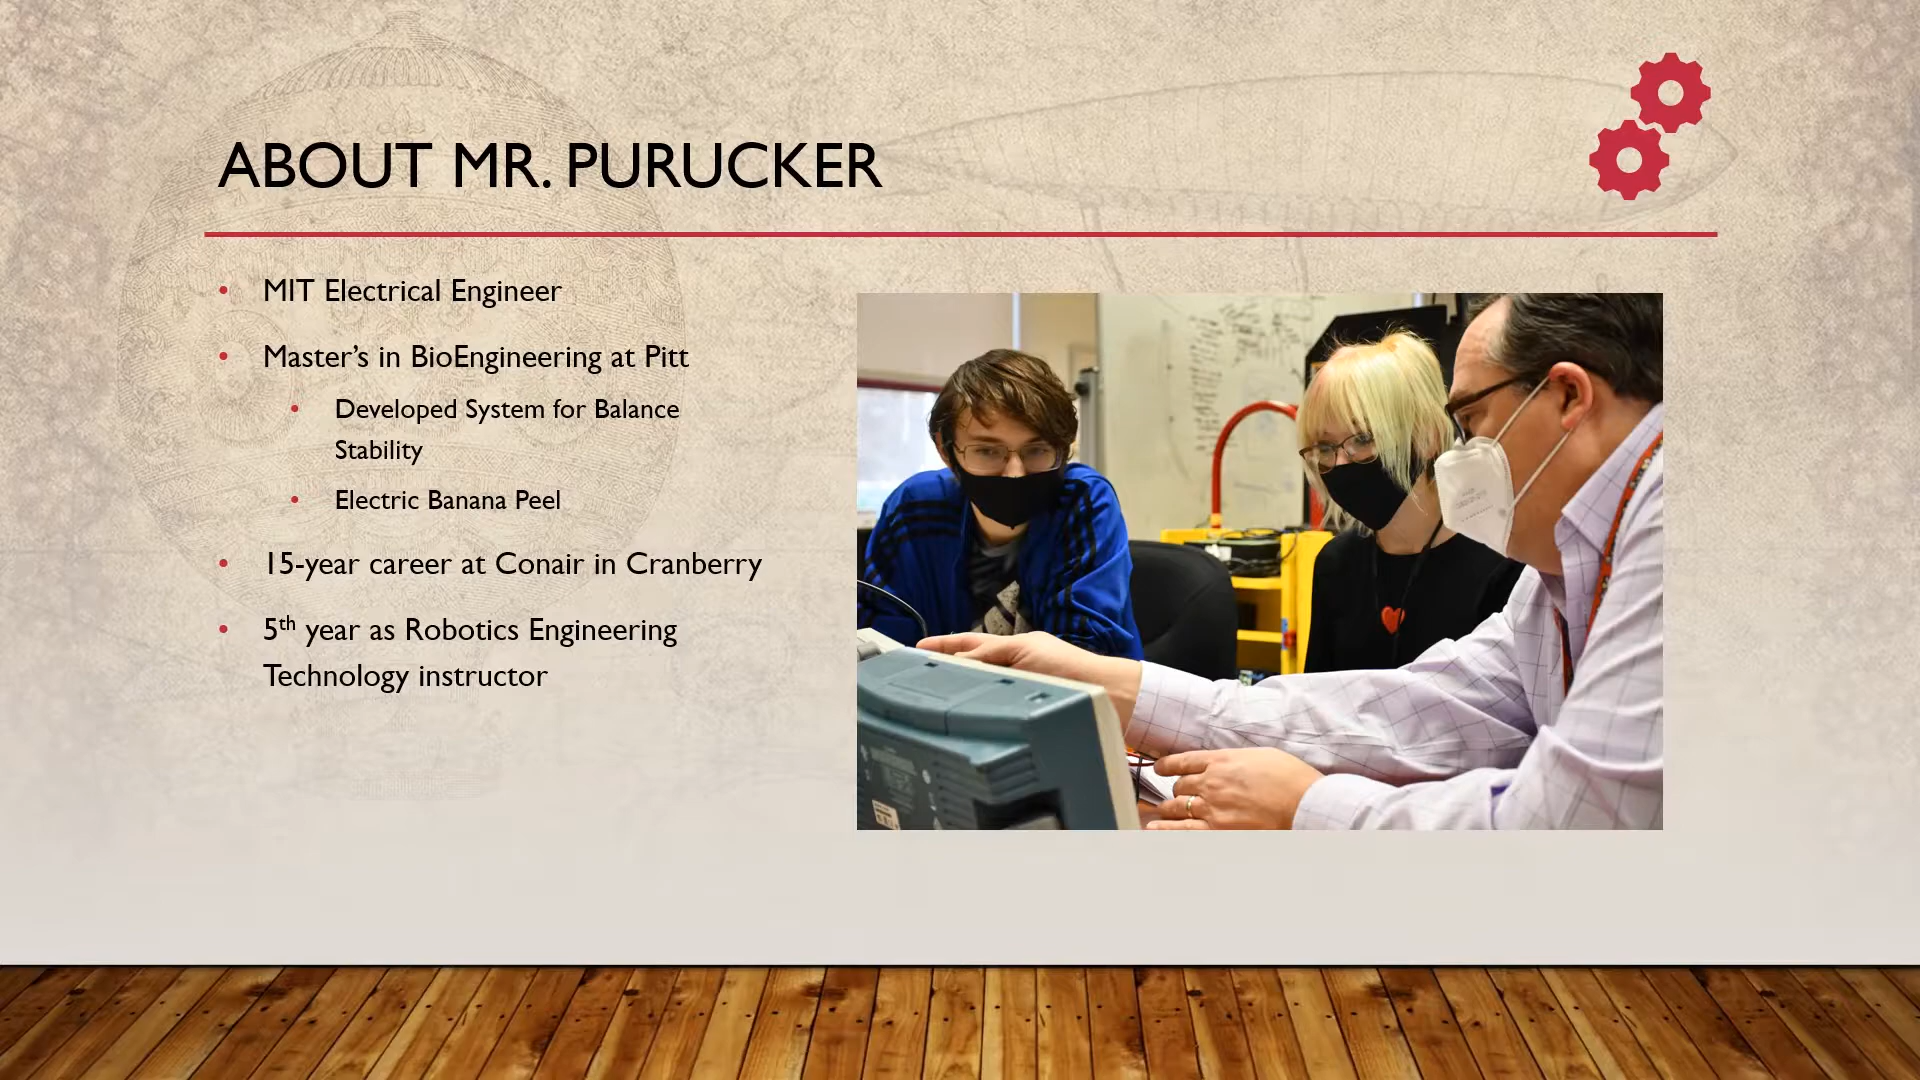 ABOUT MR. PURUCKER
MIT Electrical Engineer
Master’s in BioEngineering at Pitt
Developed System for Balance
Stability
Electric Banana Peel
15-year career at Conair in Cranberry
5th year as Robotics Engineering
Technology instructor